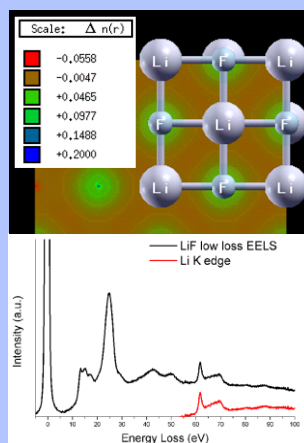 Scale: Δ n(r)
-0.0558
-0.0047
+0.0465
+0.0977
+0.1488
+0.2000
Li F Li
F Li F
Li F Li
LiF low loss EELS
Li K edge
Intensity (a.u.)
0 10 20 30 40 50 60 70 80 90 100
Energy Loss (eV)